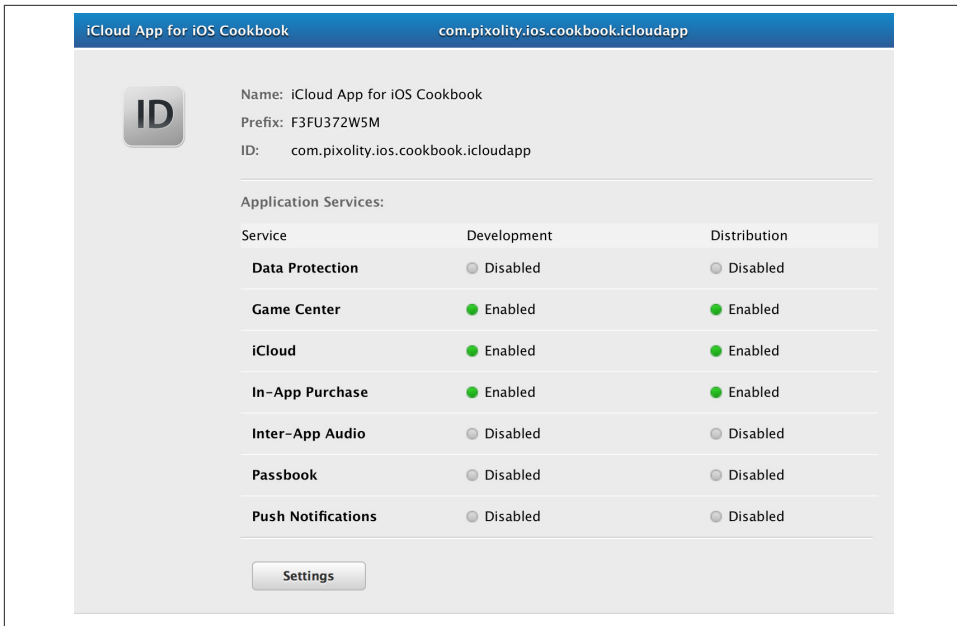 iCloud App for iOS Cookbook com.pixolity.ios.cookbook.icloudapp
ID
Name: iCloud App for iOS Cookbook
Prefix: F3FU372W5M
ID: com.pixolity.ios.cookbook.icloudapp
Application Services:
Service Development Distribution
Data Protection Disabled Disabled
Game Center Enabled Enabled
iCloud Enabled Enabled
In-App Purchase Enabled Enabled
Inter-App Audio Disabled Disabled
Passbook Disabled Disabled
Push Notifications Disabled Disabled
Settings